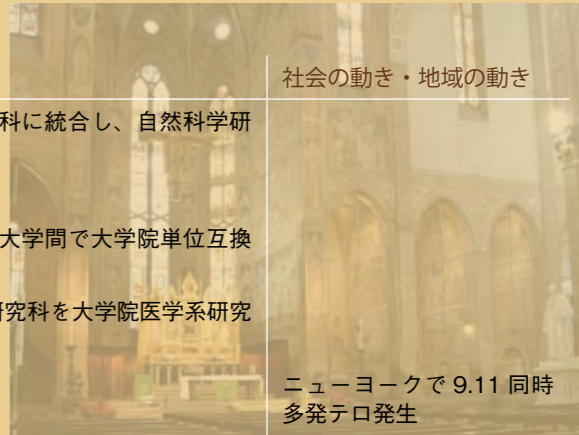 社会の動き・地域の動き
科に統合し、自然科学研
大学間で大学院単位互換
研究科を大学院医学系研究
ニューヨークで 9.11 同時
多発テロ発生